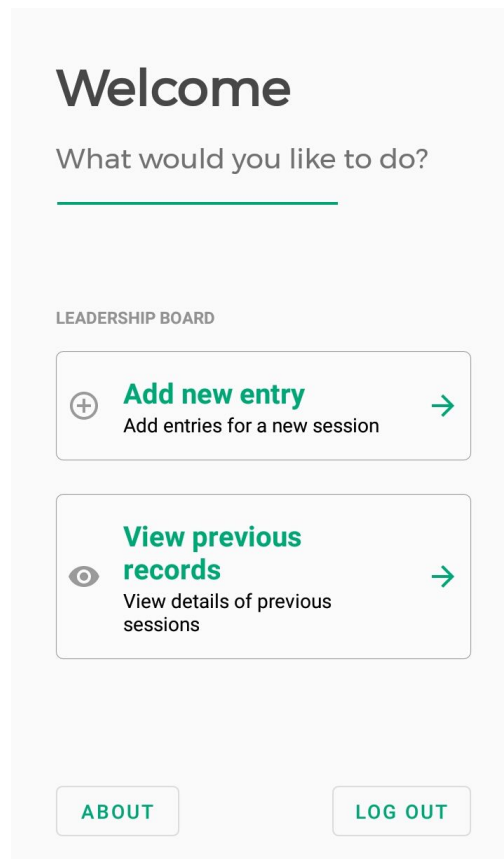 Welcome
What would you like to do?
LEADERSHIP BOARD
Add new entry
Add entries for a new session
View previous
records
View details of previous
sessions
ABOUT
LOG OUT